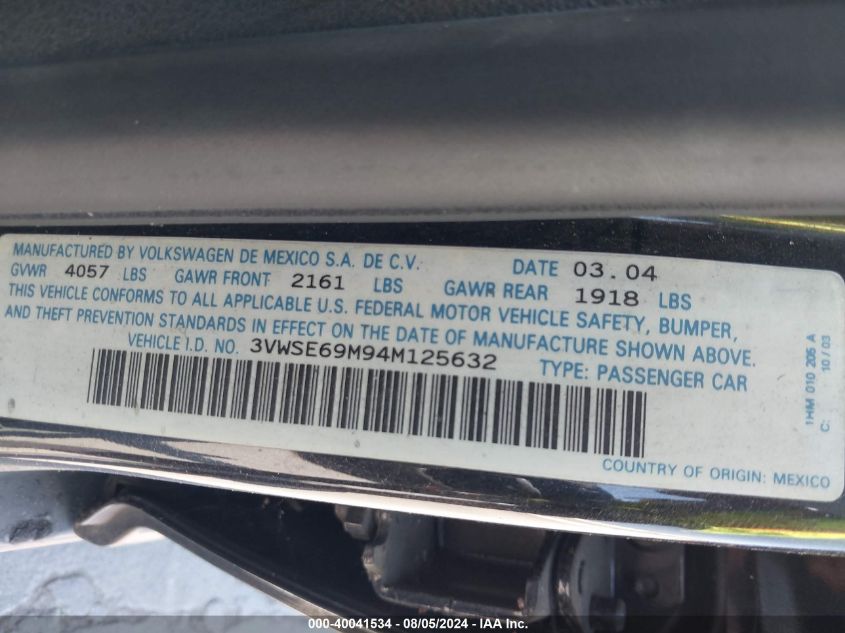 MANUFACTURED BY VOLKSWAGEN DE MEXICO S.A. DE C.V. DATE 03.04
GVWR 4057 LBS GAWR FRONT 2161 LBS GAWR REAR 1918 LBS
THIS VEHICLE CONFORMS TO ALL APPLICABLE U.S. FEDERAL MOTOR VEHICLE SAFETY, BUMPER,
AND THEFT PREVENTION STANDARDS IN EFFECT ON THE DATE OF MANUFACTURE SHOWN ABOVE.
VEHICLE I.D. NO. 3VWSE69M94M125632 TYPE: PASSENGER CAR
COUNTRY OF ORIGIN: MEXICO
1HM 010 205 A
C: 10/03
000-40041534 - 08/05/2024 - IAA Inc.